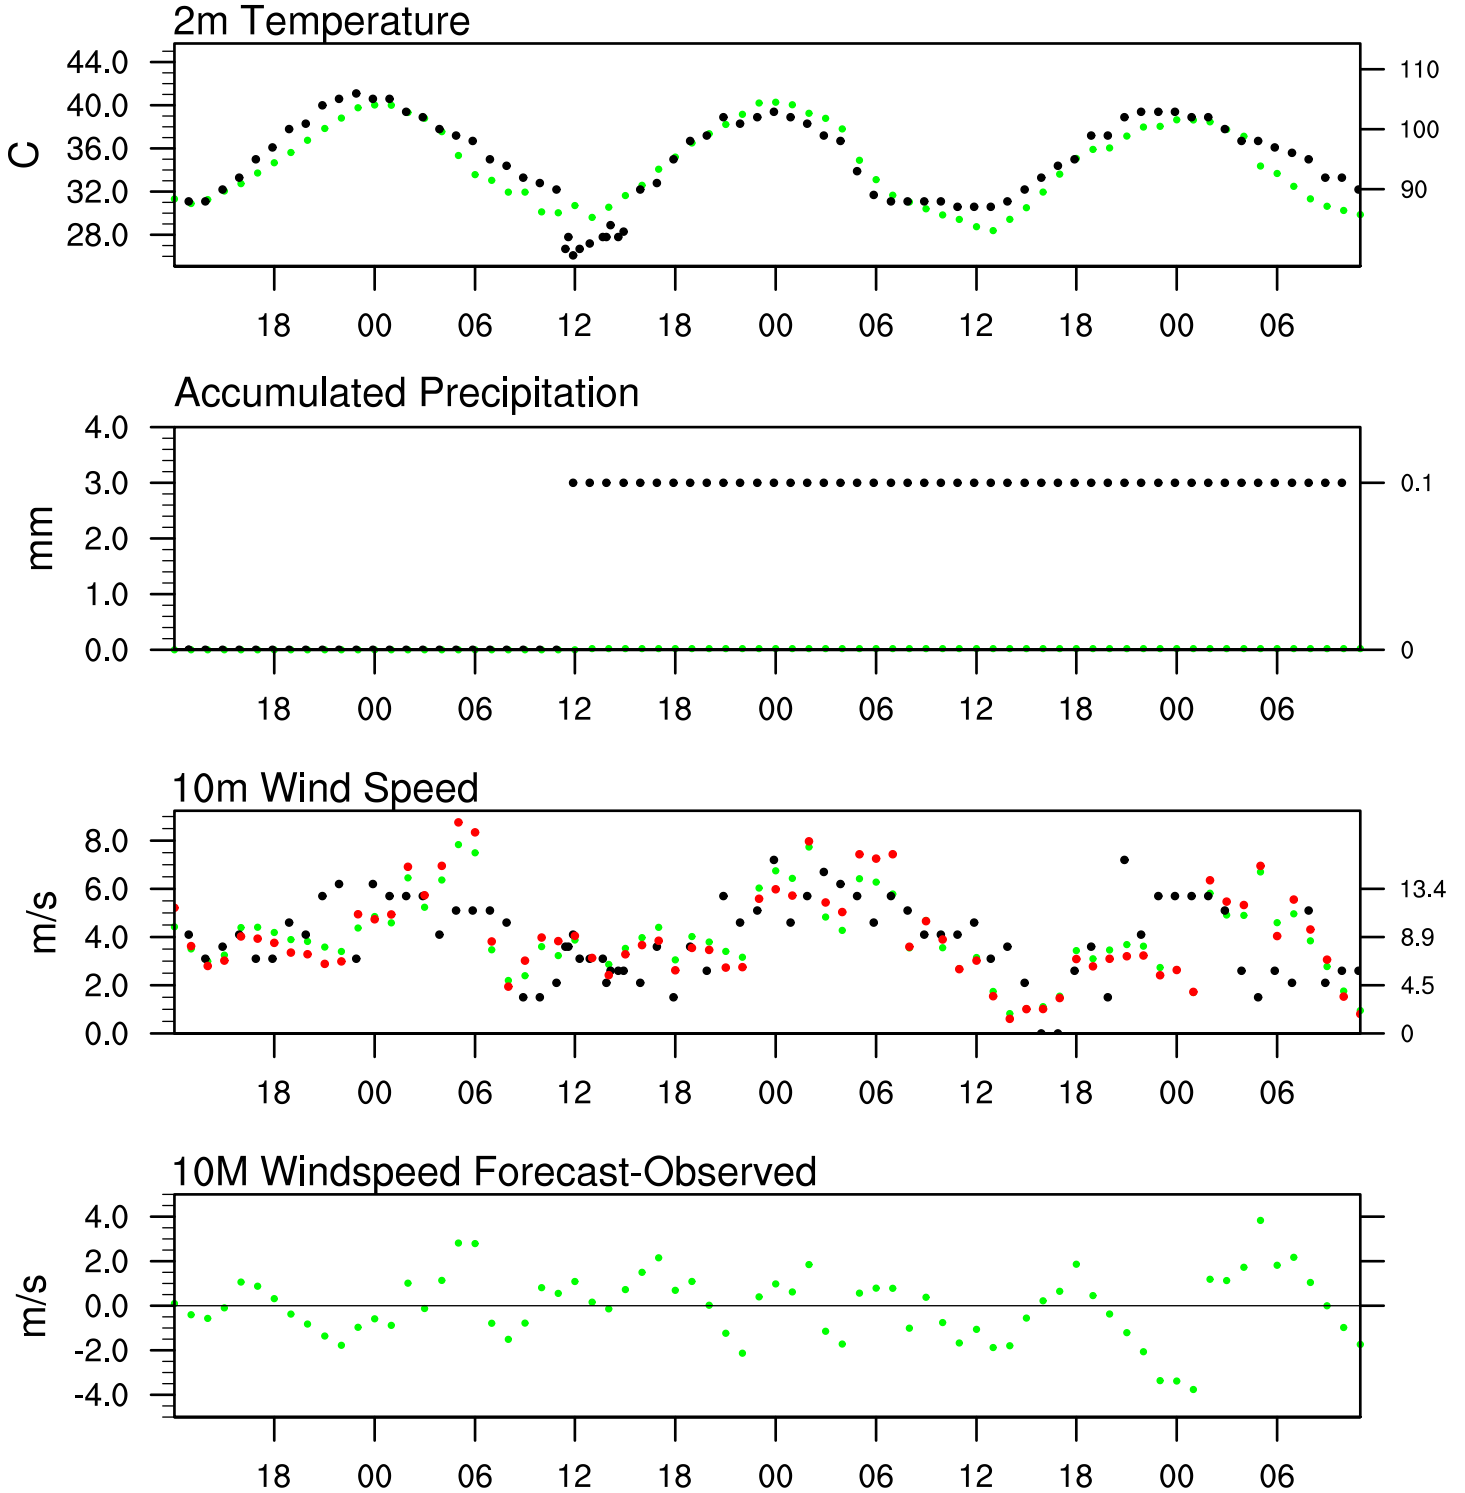 2m Temperature
44.0
40.0
36.0
32.0
28.0
C
110
100
90
18 00 06 12 18 00 06 12 18 00 06
Accumulated Precipitation
4.0
3.0
2.0
1.0
0.0
mm
0.1
0
18 00 06 12 18 00 06 12 18 00 06
10m Wind Speed
8.0
6.0
4.0
2.0
0.0
m/s
13.4
8.9
4.5
0
18 00 06 12 18 00 06 12 18 00 06
10M Windspeed Forecast-Observed
4.0
2.0
0.0
-2.0
-4.0
m/s
18 00 06 12 18 00 06 12 18 00 06